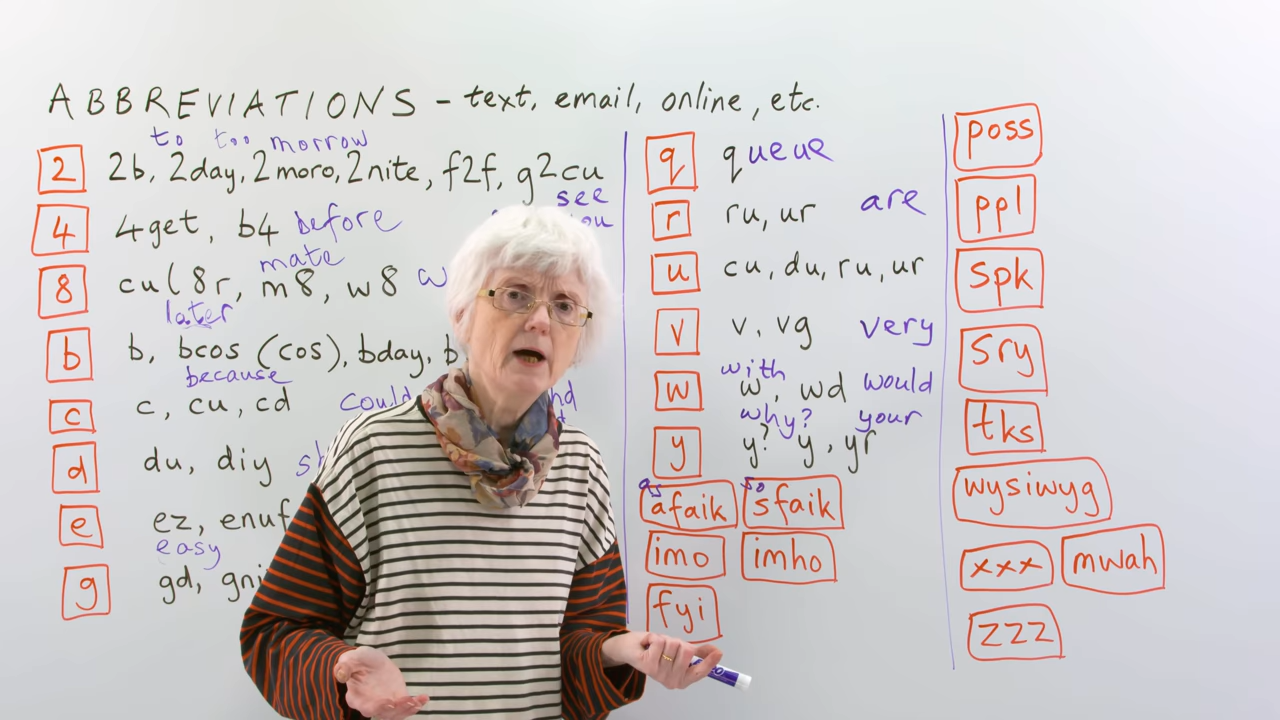 ABBREVIATIONS - text, email, online, etc.
to too morrow
2 2b, 2day, 2moro, 2nite, f2f, g2cu
see
4 4get, b4 before
mate
8 cul8r, m8, w8
later
b b, bcos (cos), bday,
because
c c, cu, cd could
d du, diy
e ez, enuf
easy
g gd,
q queue
r ru, ur are
u cu, du, ru, ur
v v, vg very
with
w w, wd would
why? your
y y? y, yr
as so
afaik sfaik
imo imho
fyi
poss
ppl
spk
sry
tks
wysiwyg
xxx mwah
zzz